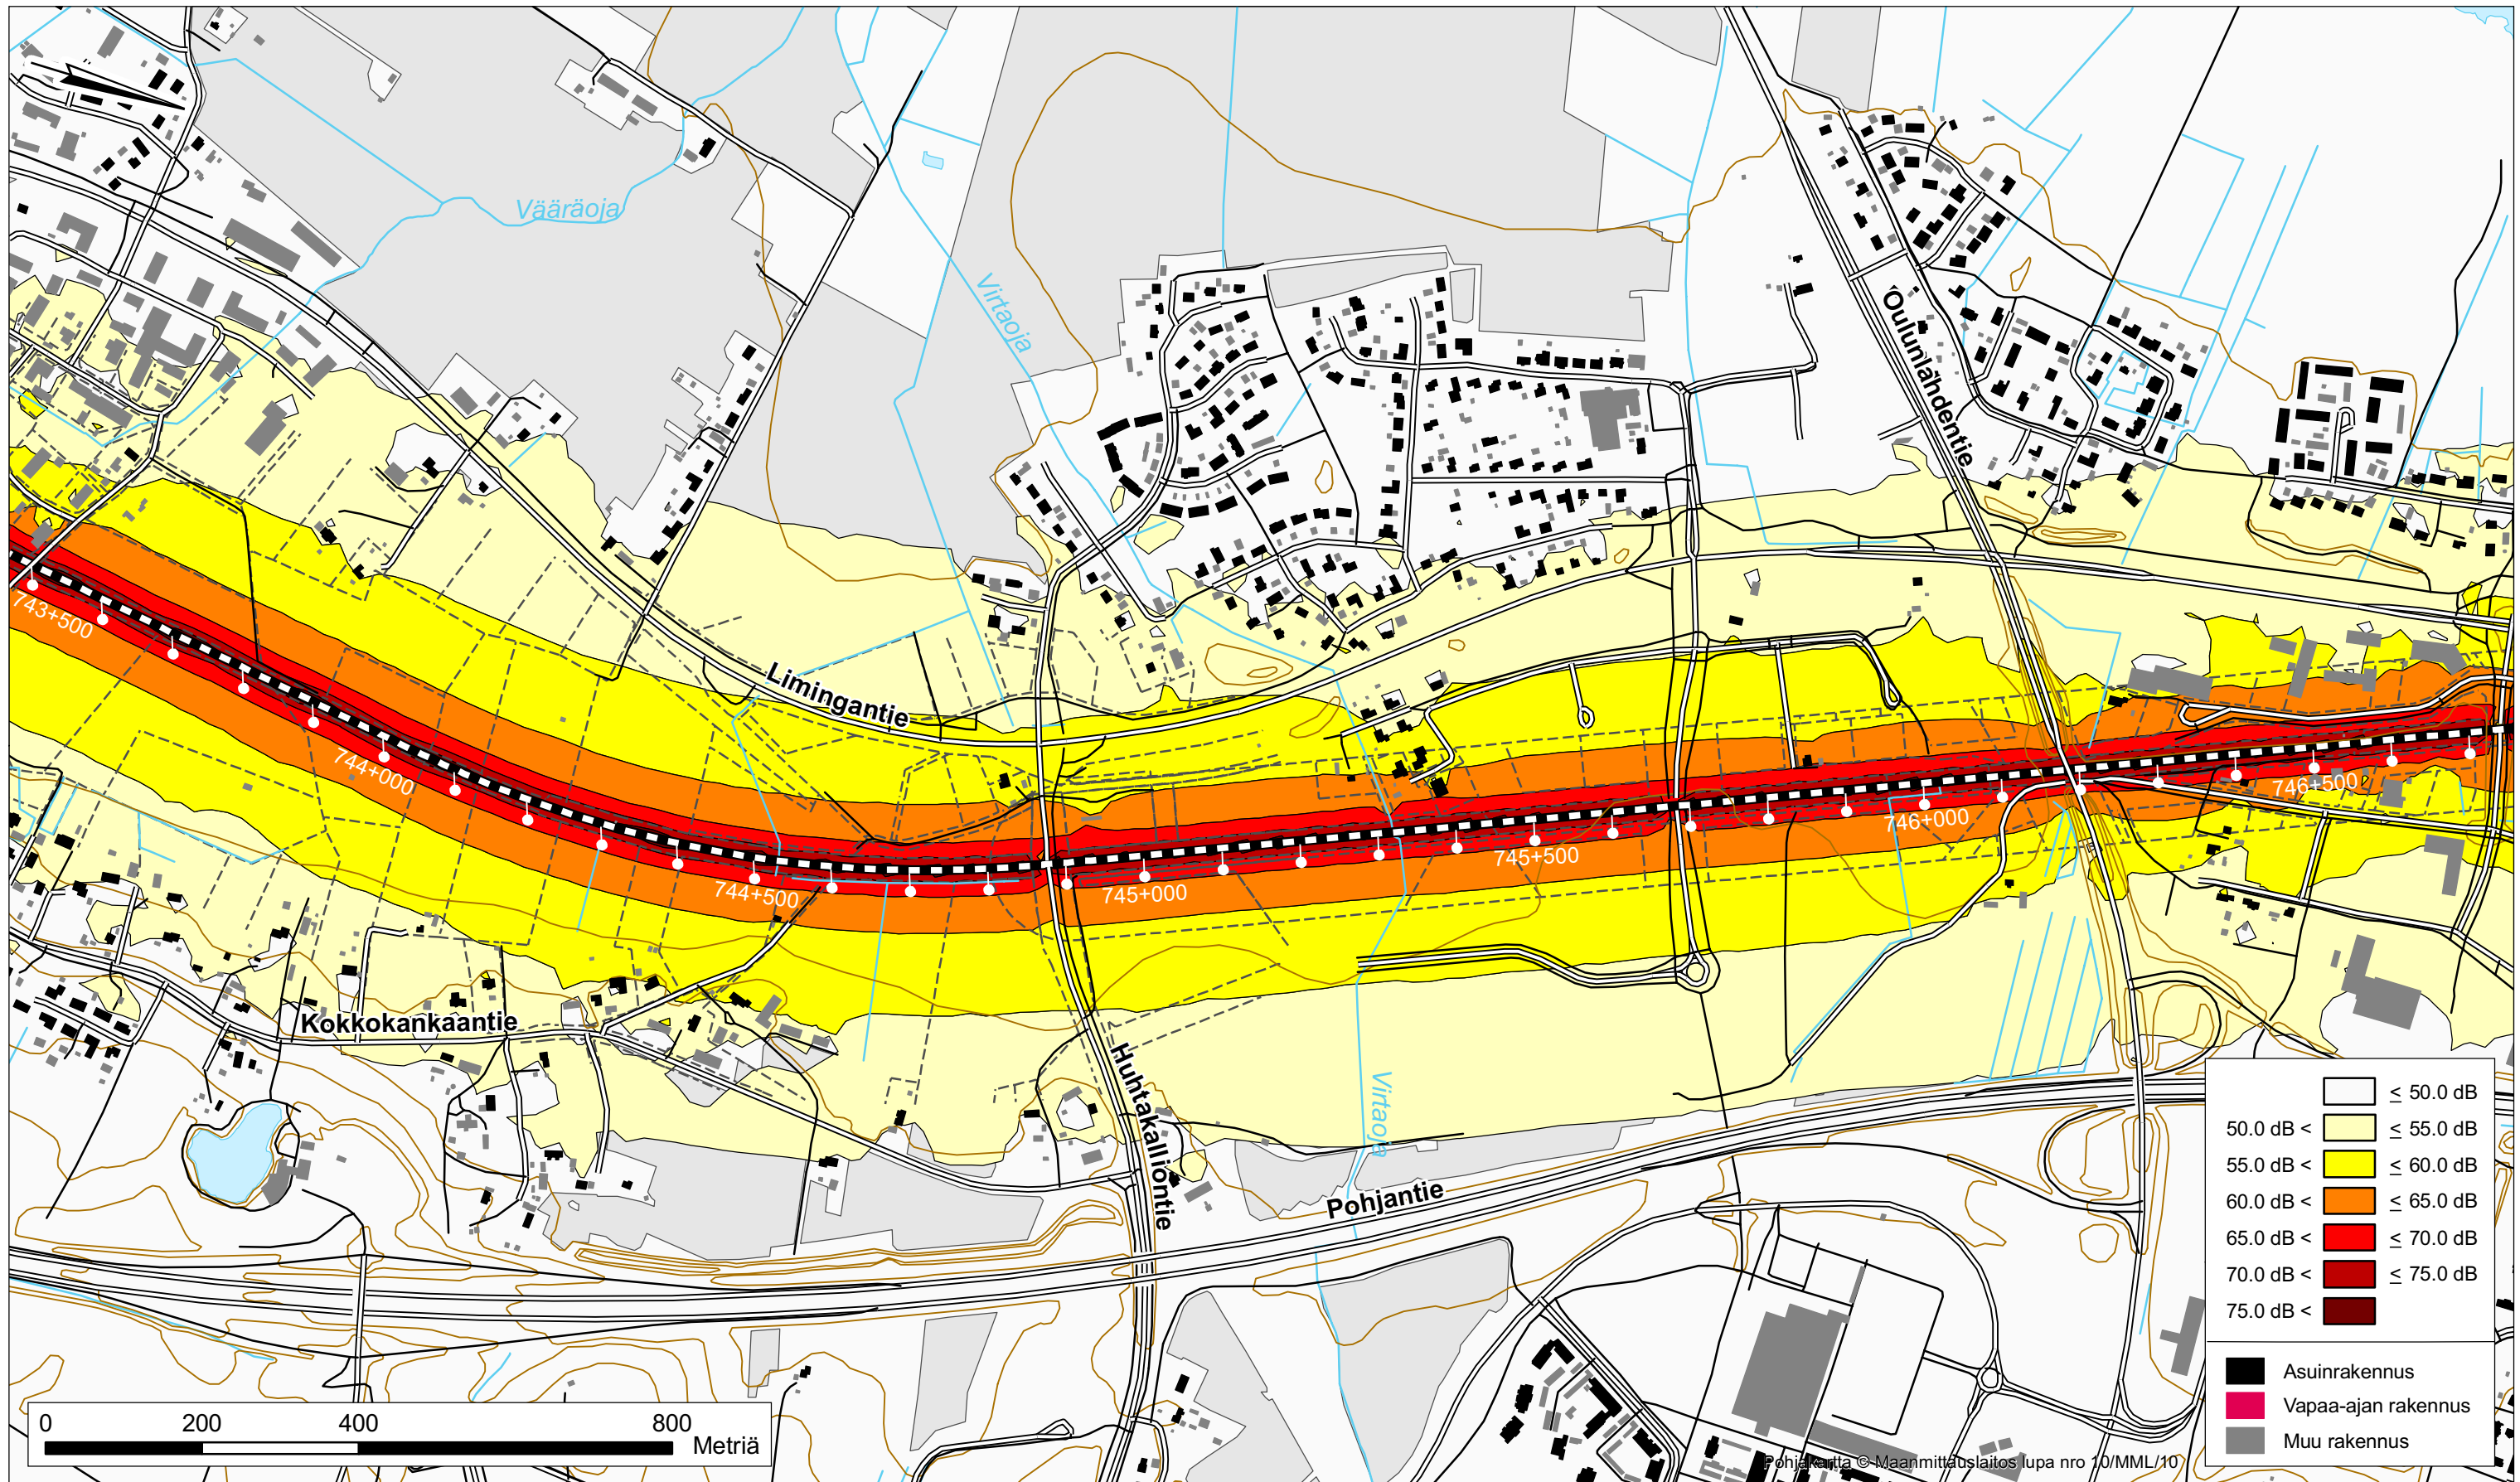 Vääräoja
Virtaoja
Oulunlahdentie
743+500
Limingantie
744+000
744+500
745+000
745+500
746+000
746+500
Kokkokankaantie
Huhtakalliontie
Virtaoja
Pohjantie
≤ 50.0 dB
50.0 dB < ≤ 55.0 dB
55.0 dB < ≤ 60.0 dB
60.0 dB < ≤ 65.0 dB
65.0 dB < ≤ 70.0 dB
70.0 dB < ≤ 75.0 dB
75.0 dB <
Asuinrakennus
Vapaa-ajan rakennus
Muu rakennus
0 200 400 800
Metriä
Pohjakartta © Maanmittauslaitos lupa nro 10/MML/10